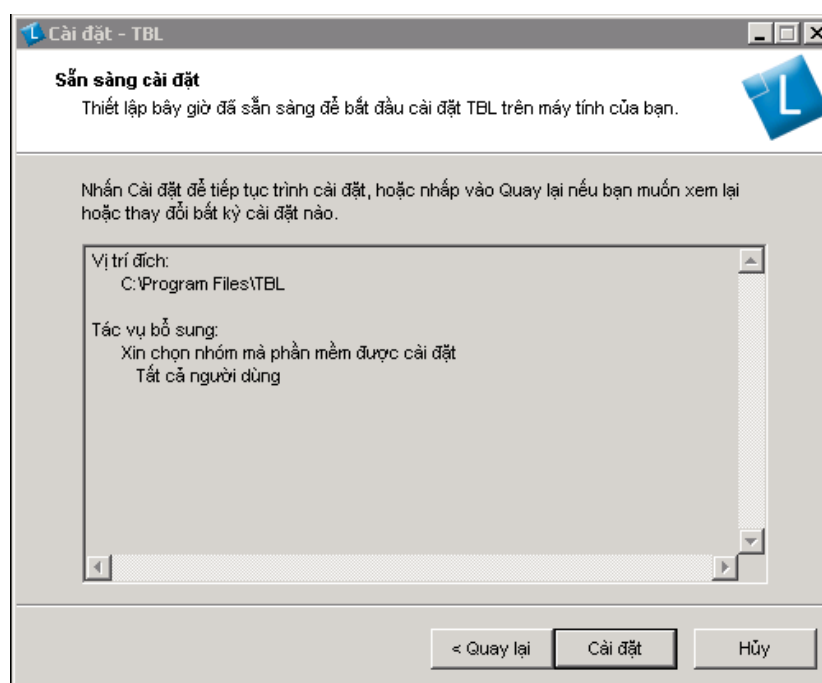 Cài đặt - TBL
Sẵn sàng cài đặt
Thiết lập bây giờ đã sẵn sàng để bắt đầu cài đặt TBL trên máy tính của bạn.
L
Nhấn Cài đặt để tiếp tục trình cài đặt, hoặc nhấp vào Quay lại nếu bạn muốn xem lại
hoặc thay đổi bất kỳ cài đặt nào.
Vị trí đích:
C:\Program Files\TBL
Tác vụ bổ sung:
Xin chọn nhóm mà phần mềm được cài đặt
Tất cả người dùng
< Quay lại
Cài đặt
Hủy